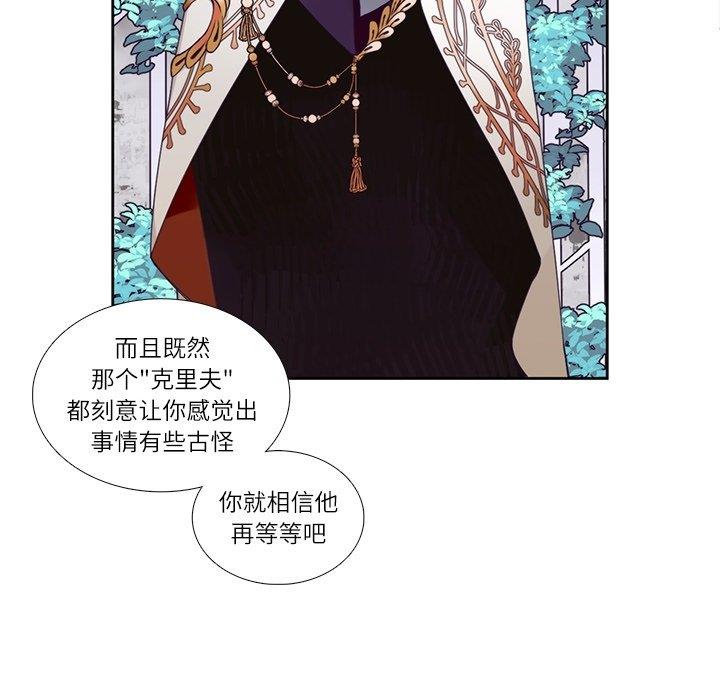 而且既然
那个"克里夫"
都刻意让你感觉出
事情有些古怪
你就相信他
再等等吧